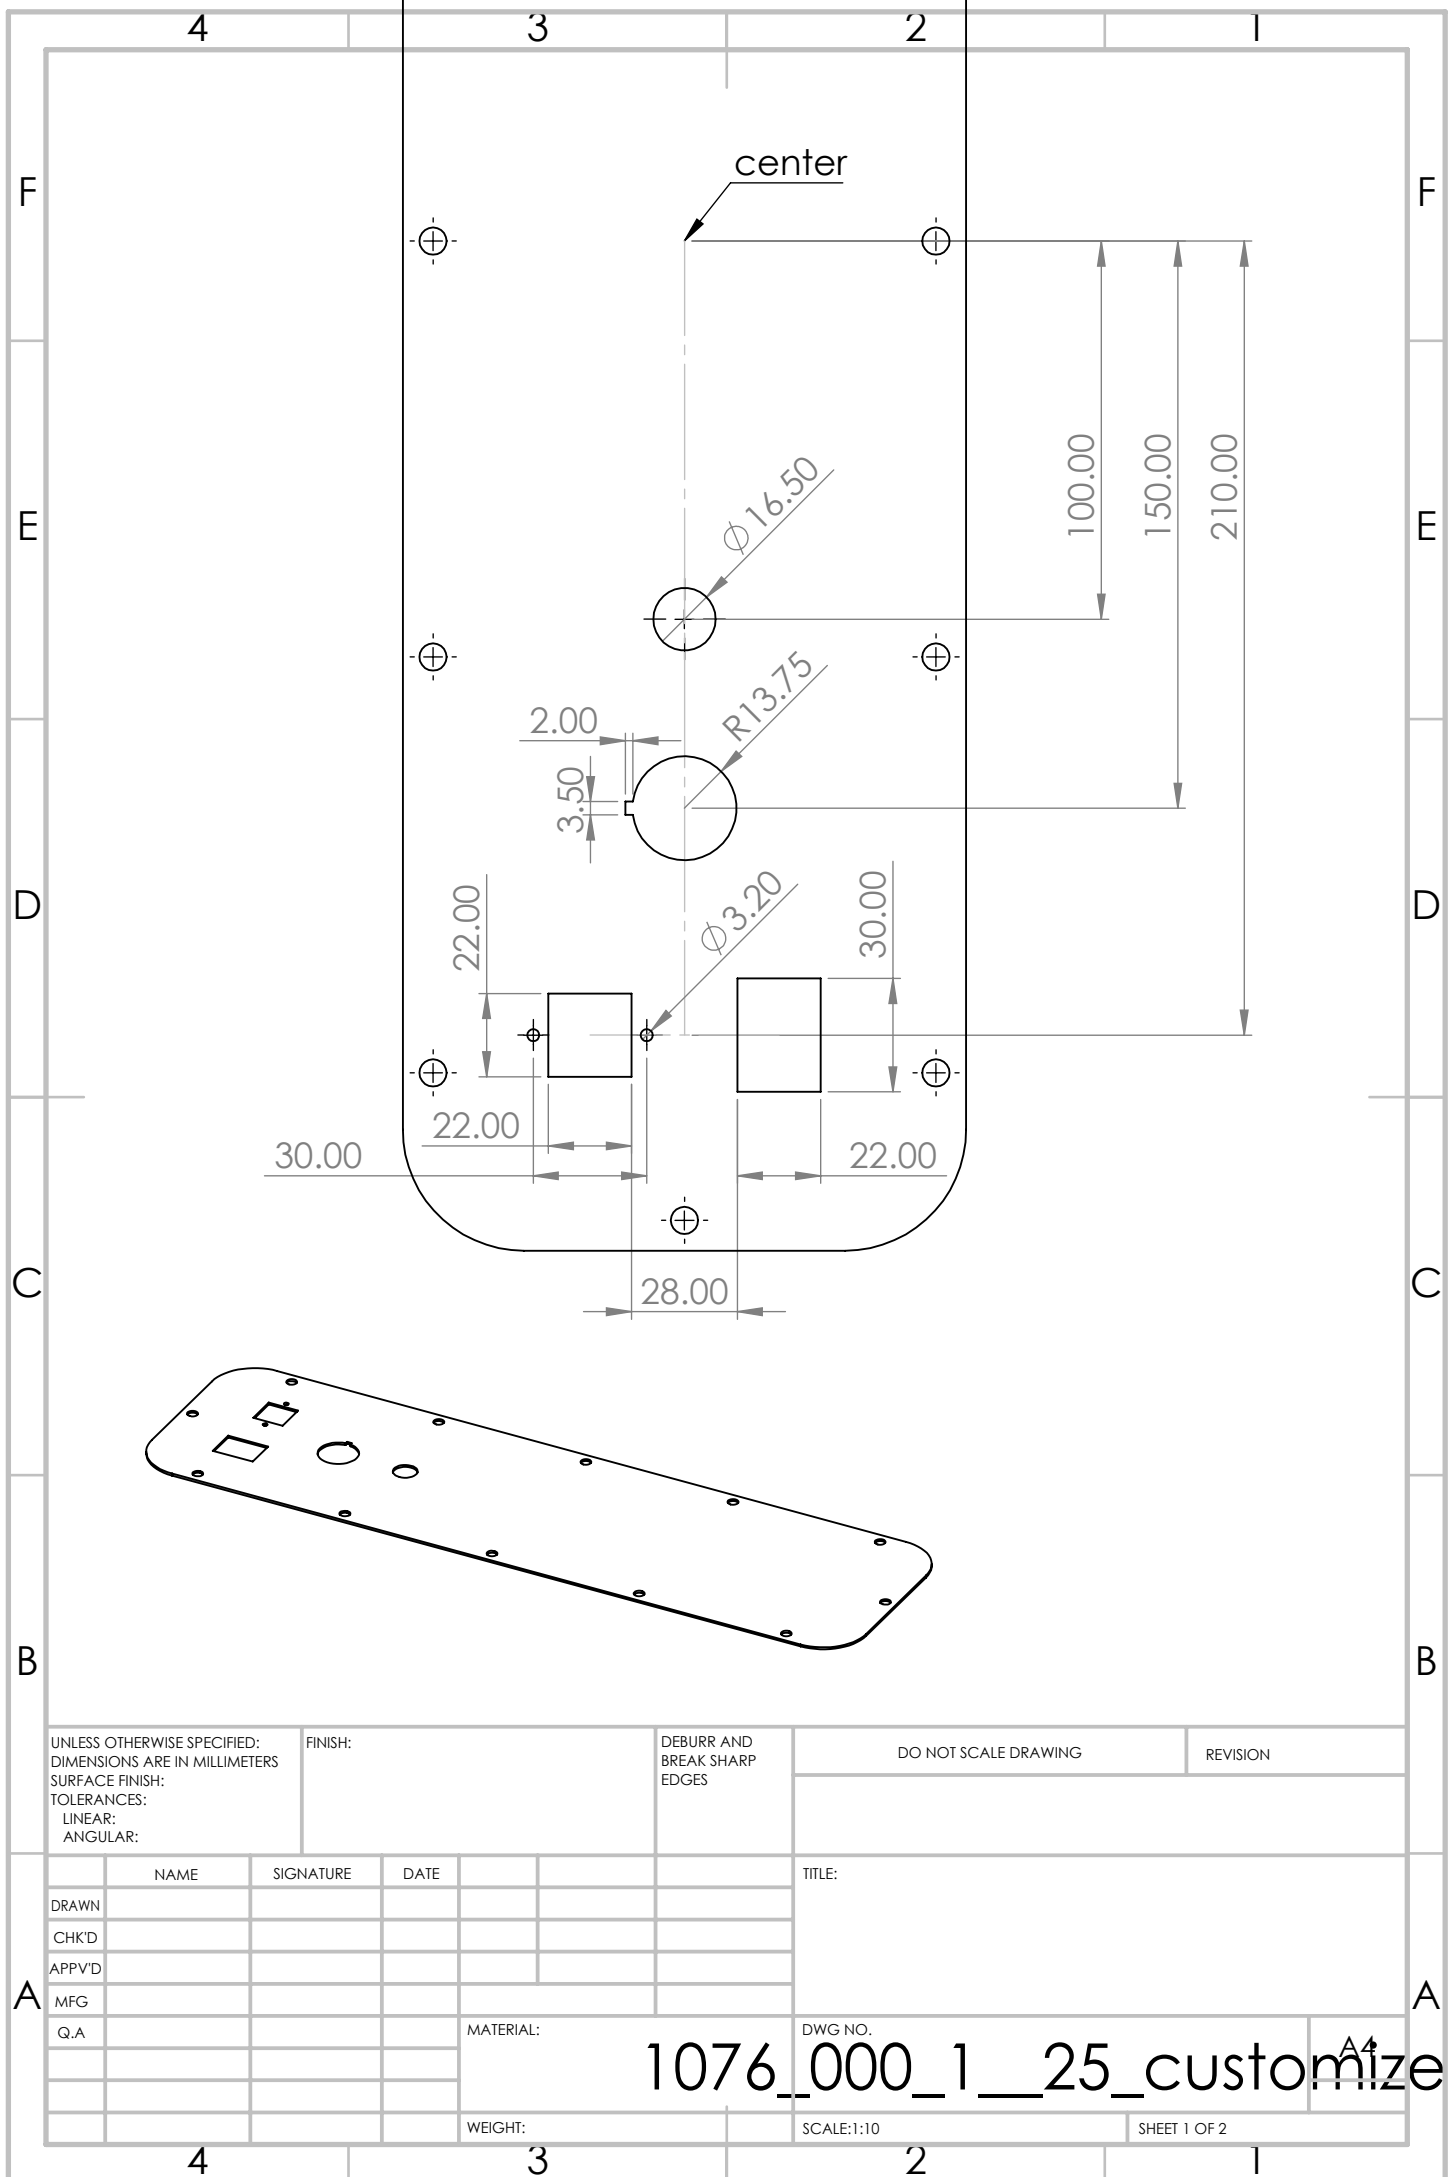 4 3 2 1
center
F F
100.00
150.00
210.00
Ø 16.50
E E
R13.75
2.00
3.50
Ø 3.20
22.00
30.00
D D
22.00
30.00
22.00
28.00
C C
B B
UNLESS OTHERWISE SPECIFIED:
DIMENSIONS ARE IN MILLIMETERS
SURFACE FINISH:
TOLERANCES:
LINEAR:
ANGULAR:
FINISH:
DEBURR AND
BREAK SHARP
EDGES
DO NOT SCALE DRAWING
REVISION
NAME SIGNATURE DATE
TITLE:
DRAWN
CHK'D
APPV'D
MFG
Q.A
A A
MATERIAL:
DWG NO.
1076_000_1__25_customize
A4
WEIGHT:
SCALE:1:10
SHEET 1 OF 2
4 3 2 1